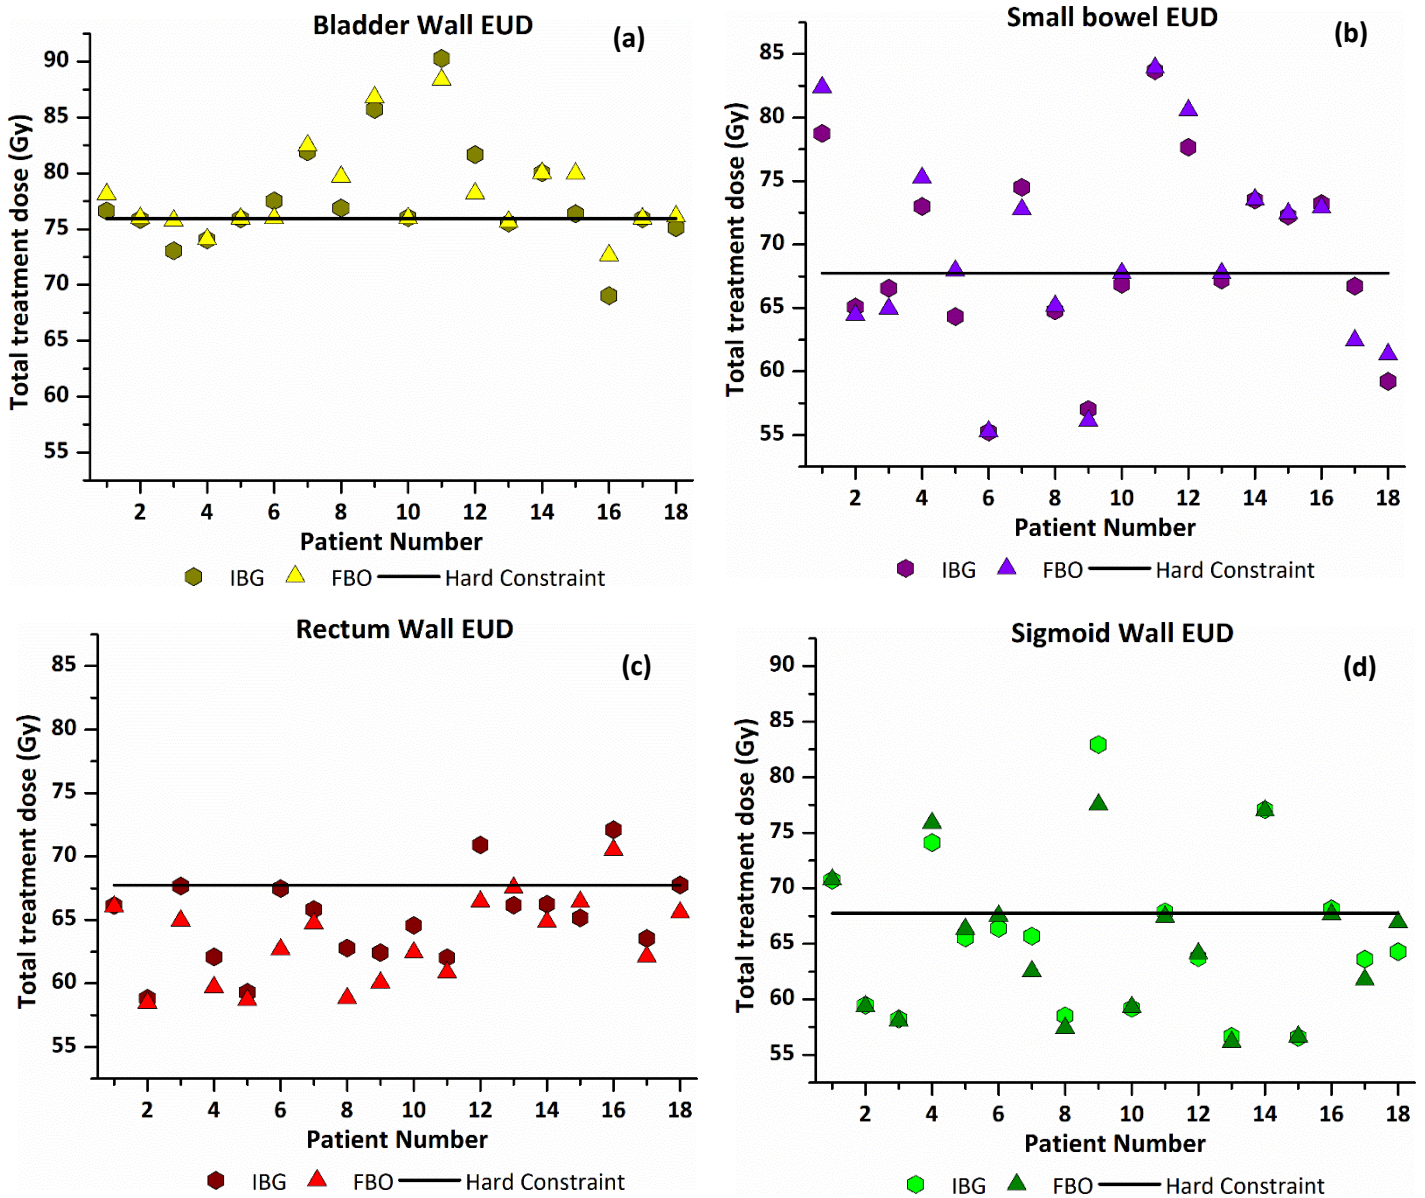 Bladder Wall EUD
(a)
Total treatment dose (Gy)
90
85
80
75
70
65
60
55
2 4 6 8 10 12 14 16 18
Patient Number
IBG FBO Hard Constraint
Small bowel EUD
(b)
Total treatment dose (Gy)
85
80
75
70
65
60
55
2 4 6 8 10 12 14 16 18
Patient Number
IBG FBO Hard Constraint
Rectum Wall EUD
(c)
Total treatment dose (Gy)
85
80
75
70
65
60
55
2 4 6 8 10 12 14 16 18
Patient Number
IBG FBO Hard Constraint
Sigmoid Wall EUD
(d)
Total treatment dose (Gy)
90
85
80
75
70
65
60
55
2 4 6 8 10 12 14 16 18
Patient Number
IBG FBO Hard Constraint